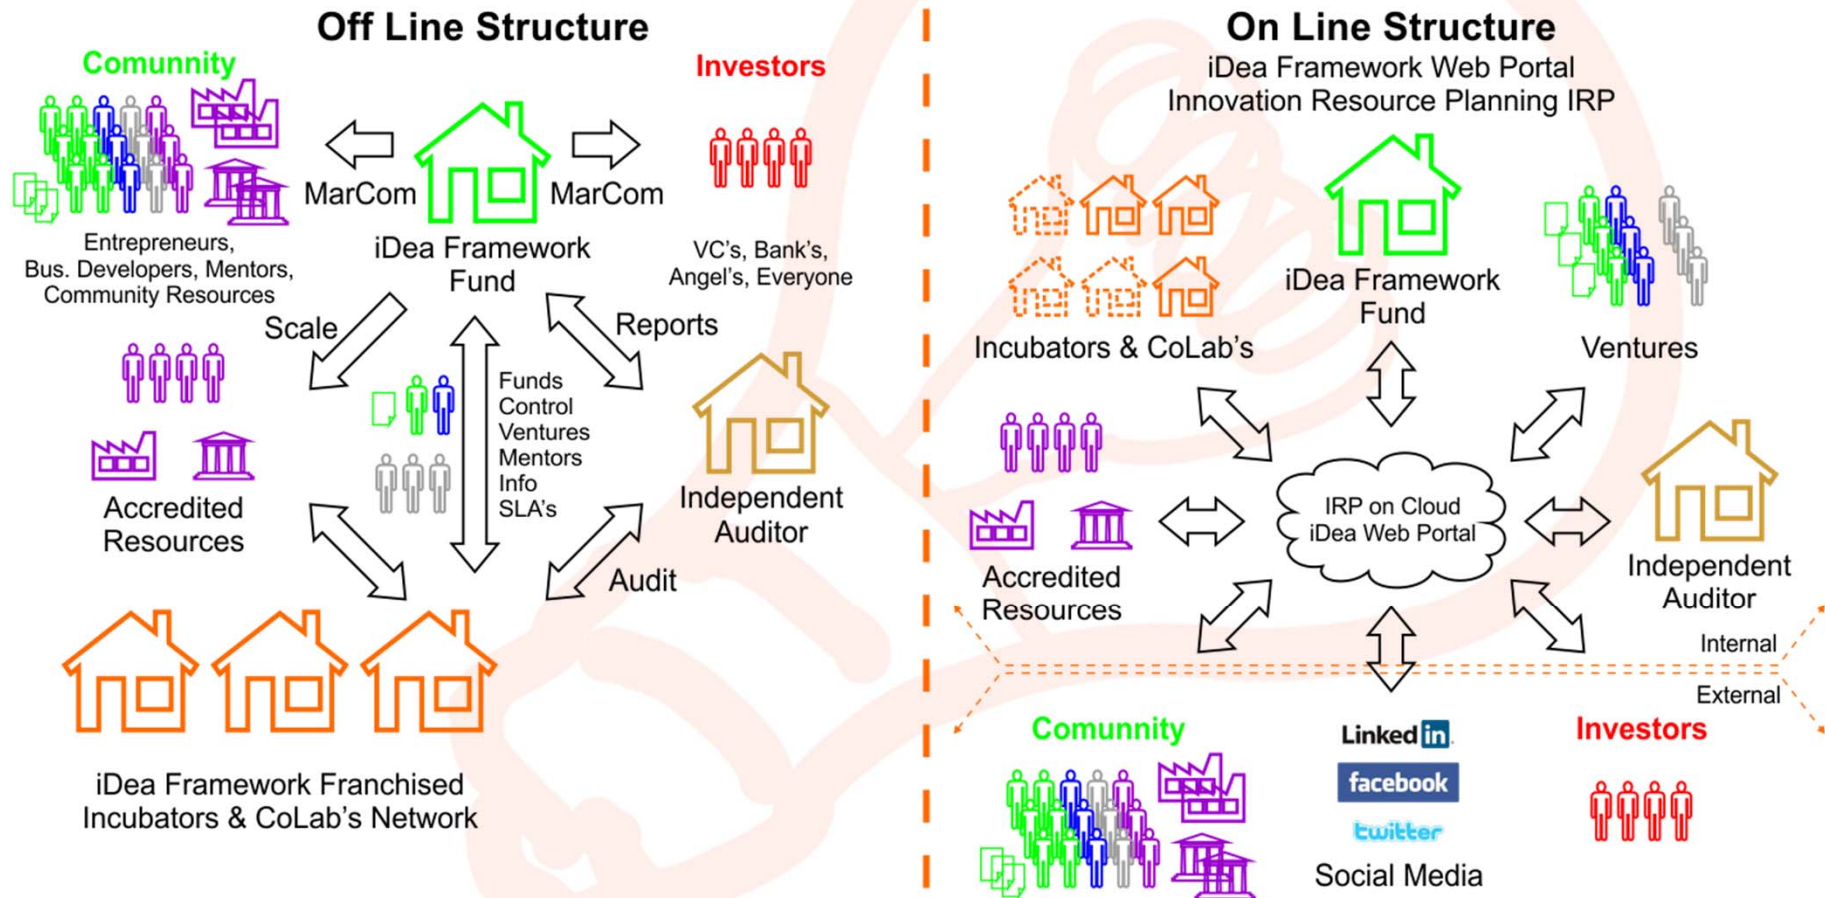 Off Line Structure
Comunnity
Investors
MarCom
MarCom
Entrepreneurs,
Bus. Developers, Mentors,
Community Resources
iDea Framework
Fund
VC's, Bank's,
Angel's, Everyone
Scale
Reports
Funds
Control
Ventures
Mentors
Info
SLA's
Accredited
Resources
Independent
Auditor
Audit
iDea Framework Franchised
Incubators & CoLab's Network
On Line Structure
iDea Framework Web Portal
Innovation Resource Planning IRP
iDea Framework
Fund
Incubators & CoLab's
Ventures
IRP on Cloud
iDea Web Portal
Accredited
Resources
Independent
Auditor
Internal
External
Comunnity
Linked in
facebook
twitter
Social Media
Investors